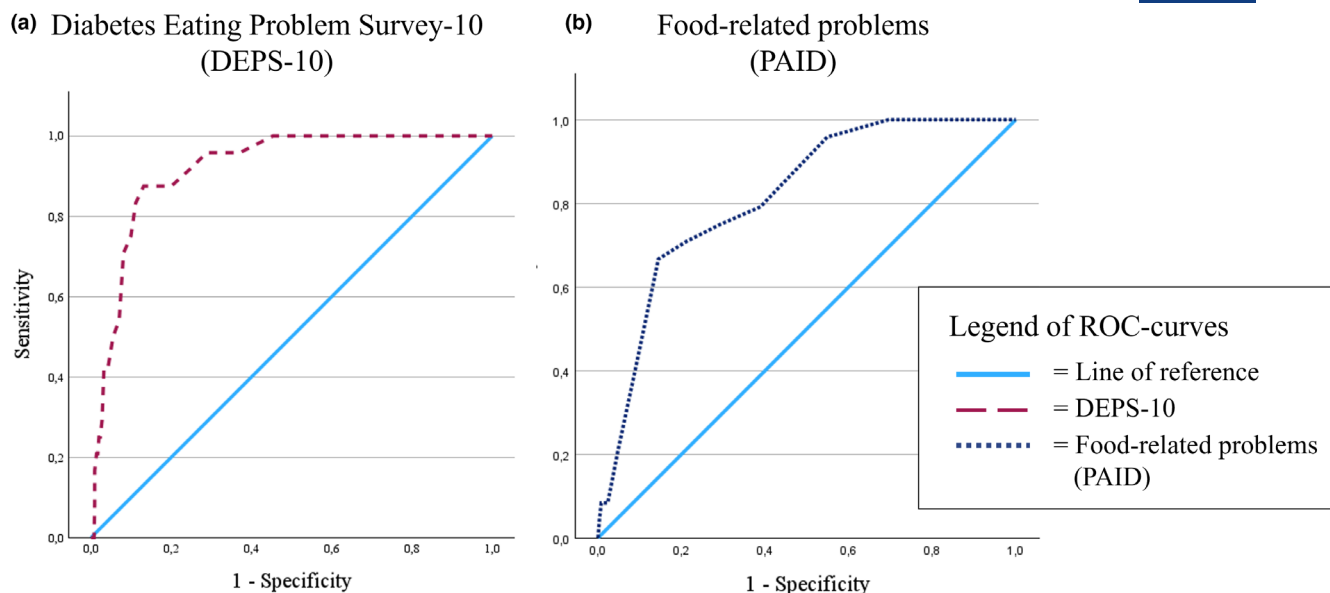 (a) Diabetes Eating Problem Survey-10
(DEPS-10)
1,0
0,8
0,6
0,4
0,2
0,0
Sensitivity
0,0 0,2 0,4 0,6 0,8 1,0
1 - Specificity
(b) Food-related problems
(PAID)
1,0
0,8
0,6
0,4
0,2
0,0
0,0 0,2 0,4 0,6 0,8 1,0
1 - Specificity
Legend of ROC-curves
= Line of reference
= DEPS-10
= Food-related problems
(PAID)